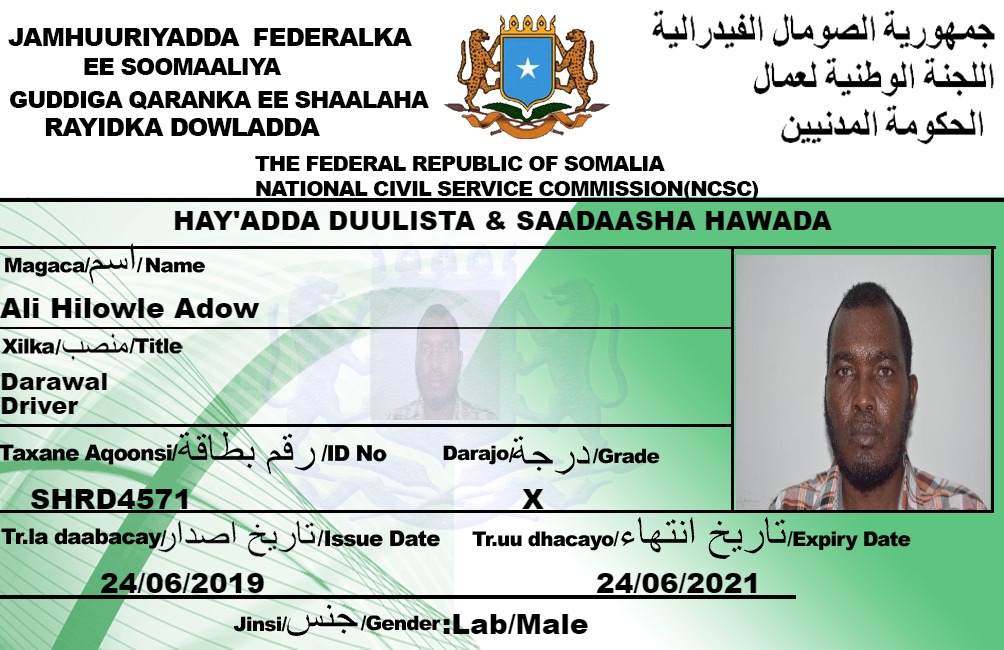 JAMHUURIYADDA FEDERALKA
EE SOOMAALIYA
GUDDIGA QARANKA EE SHAALAHA
RAYIDKA DOWLADDA
جمهورية الصومال الفيدرالية
اللجنة الوطنية لعمال
الحكومة المدنيين
THE FEDERAL REPUBLIC OF SOMALIA
NATIONAL CIVIL SERVICE COMMISSION(NCSC)
HAY'ADDA DUULISTA & SAADAASHA HAWADA
Magaca/اسم/Name
Ali Hilowle Adow
Xilka/منصب/Title
Darawal
Driver
Taxane Aqoonsi/رقم بطاقة/ID No
Darajo/درجة/Grade
SHRD4571
X
Tr.la daabacay/تاريخ اصدار/Issue Date
Tr.uu dhacayo/تاريخ انتهاء/Expiry Date
24/06/2019
24/06/2021
Jinsi/جنس/Gender:Lab/Male